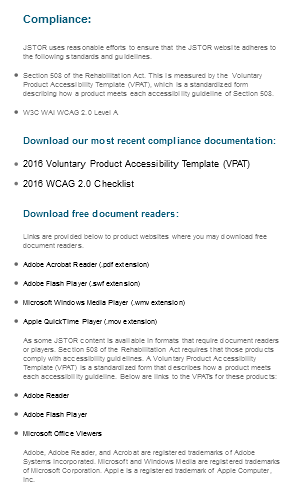 Compliance:
JSTOR uses reasonable efforts to ensure that the JSTOR website adheres to
the following standards and guidelines.
Section 508 of the Rehabilitation Act. This is measured by the Voluntary
Product Accessibility Template (VPAT), which is a standardized form
describing how a product meets each accessibility guideline of Section 508.
W3C WAI WCAG 2.0 Level A
Download our most recent compliance documentation:
2016 Voluntary Product Accessibility Template (VPAT)
2016 WCAG 2.0 Checklist
Download free document readers:
Links are provided below to product websites where you may download free
document readers.
Adobe Acrobat Reader (.pdf extension)
Adobe Flash Player (.swf extension)
Microsoft Windows Media Player (.wmv extension)
Apple QuickTime Player (.mov extension)
As some JSTOR content is available in formats that require document readers
or players. Section 508 of the Rehabilitation Act requires that those products
comply with accessibility guidelines. A Voluntary Product Accessibility
Template (VPAT) is a standardized form that describes how a product meets
each accessibility guideline. Below are links to the VPATs for these products:
Adobe Reader
Adobe Flash Player
Microsoft Office Viewers
Adobe, Adobe Reader, and Acrobat are registered trademarks of Adobe
Systems Incorporated. Microsoft and Windows Media are registered trademarks
of Microsoft Corporation. Apple is a registered trademark of Apple Computer,
Inc.